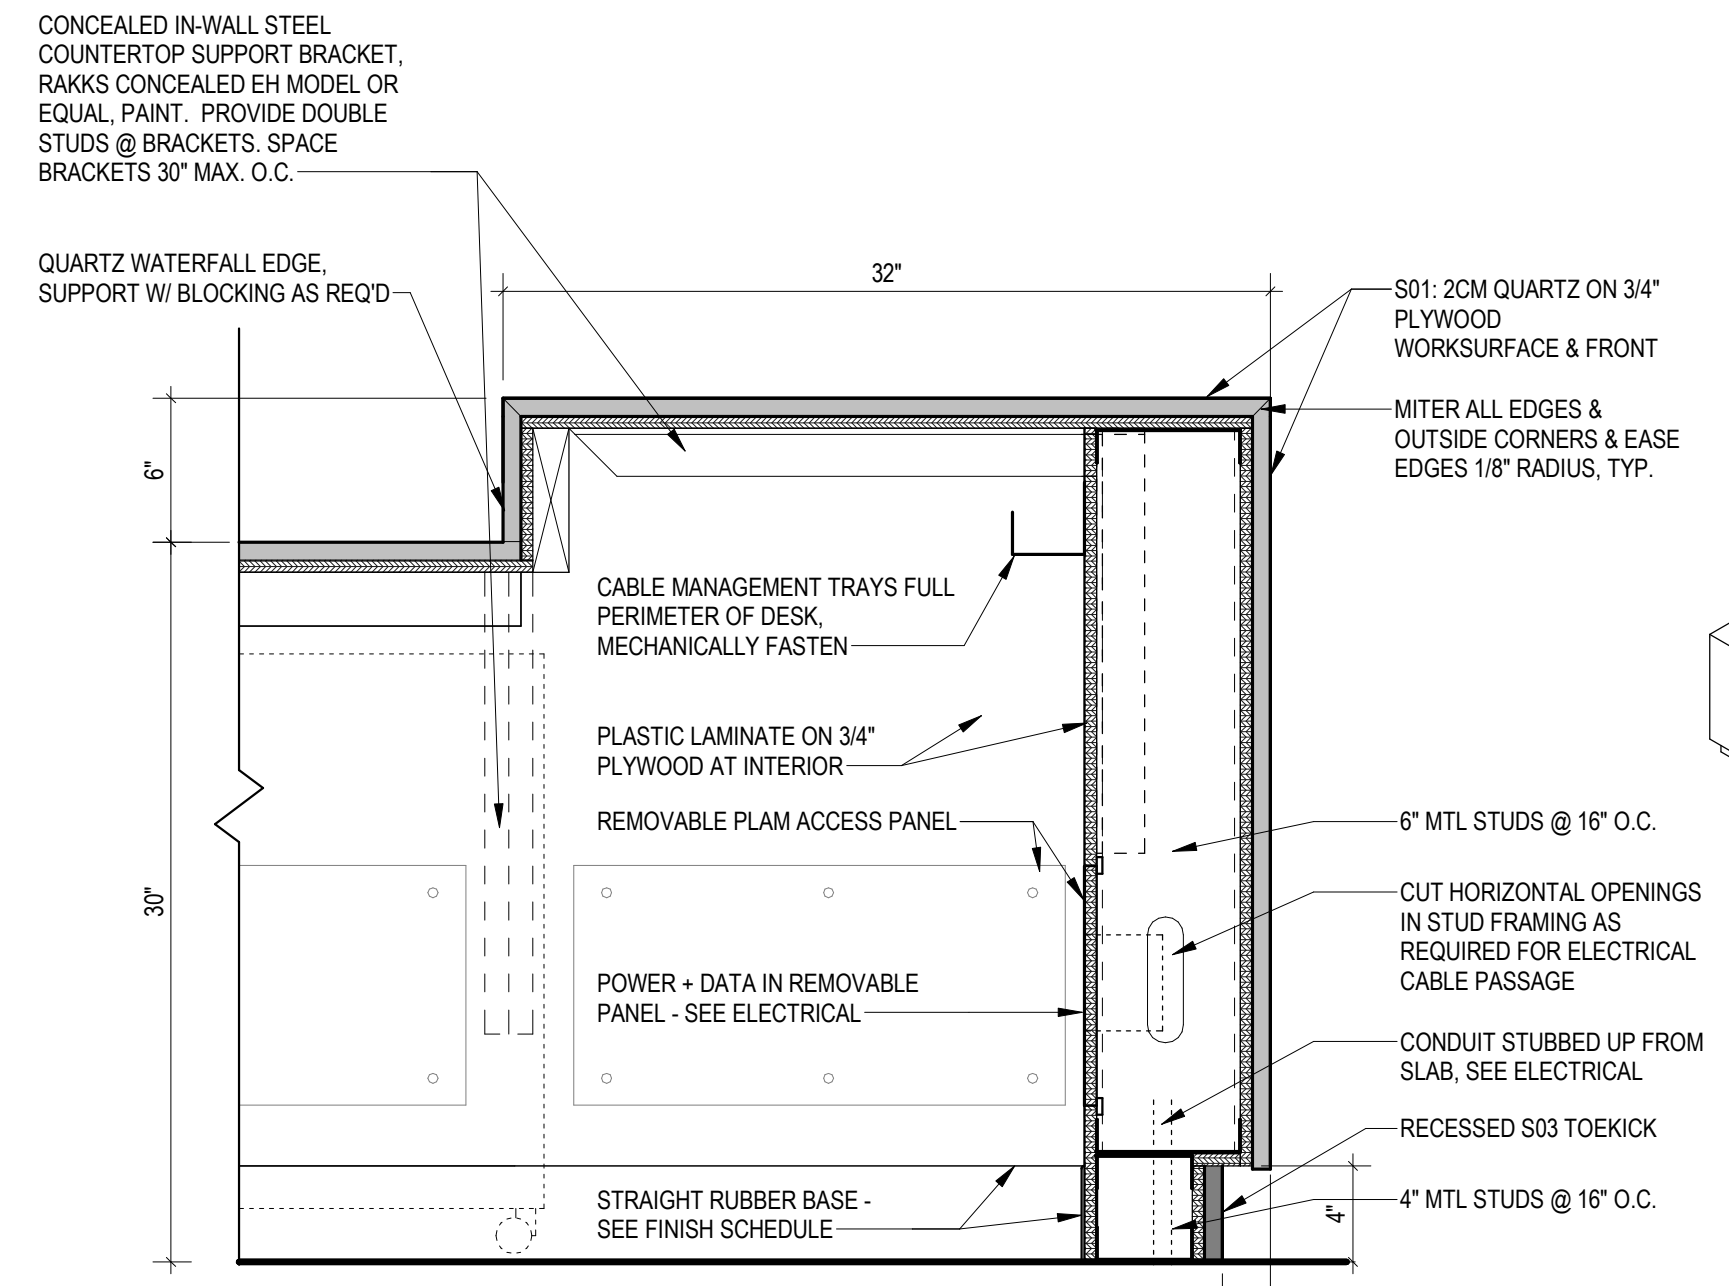 CONCEALED IN-WALL STEEL
COUNTERTOP SUPPORT BRACKET,
RAKKS CONCEALED EH MODEL OR
EQUAL, PAINT. PROVIDE DOUBLE
STUDS @ BRACKETS. SPACE
BRACKETS 30" MAX. O.C.
QUARTZ WATERFALL EDGE,
SUPPORT W/ BLOCKING AS REQ'D
32"
S01: 2CM QUARTZ ON 3/4"
PLYWOOD
WORKSURFACE & FRONT
MITER ALL EDGES &
OUTSIDE CORNERS & EASE
EDGES 1/8" RADIUS, TYP.
6"
CABLE MANAGEMENT TRAYS FULL
PERIMETER OF DESK,
MECHANICALLY FASTEN
PLASTIC LAMINATE ON 3/4"
PLYWOOD AT INTERIOR
REMOVABLE PLAM ACCESS PANEL
6" MTL STUDS @ 16" O.C.
30"
CUT HORIZONTAL OPENINGS
IN STUD FRAMING AS
REQUIRED FOR ELECTRICAL
CABLE PASSAGE
POWER + DATA IN REMOVABLE
PANEL - SEE ELECTRICAL
CONDUIT STUBBED UP FROM
SLAB, SEE ELECTRICAL
RECESSED S03 TOEKICK
STRAIGHT RUBBER BASE -
SEE FINISH SCHEDULE
4"
4" MTL STUDS @ 16" O.C.